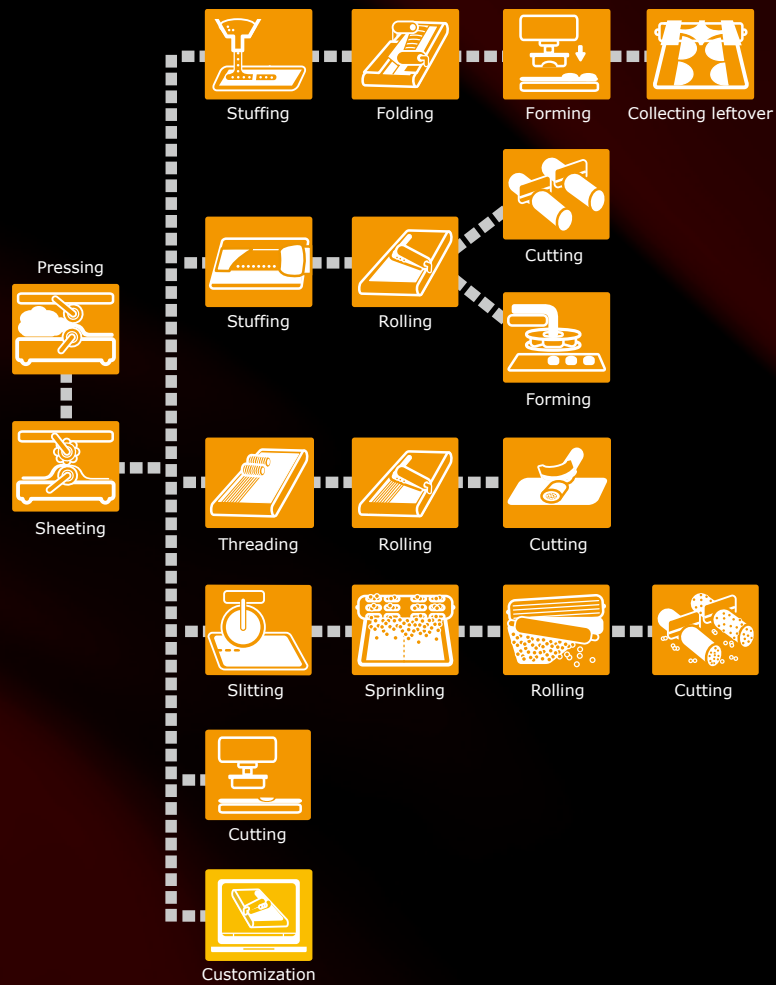 Stuffing
Folding
Forming
Collecting leftover
Pressing
Sheeting
Stuffing
Rolling
Cutting
Forming
Threading
Rolling
Cutting
Slitting
Sprinkling
Rolling
Cutting
Cutting
Customization